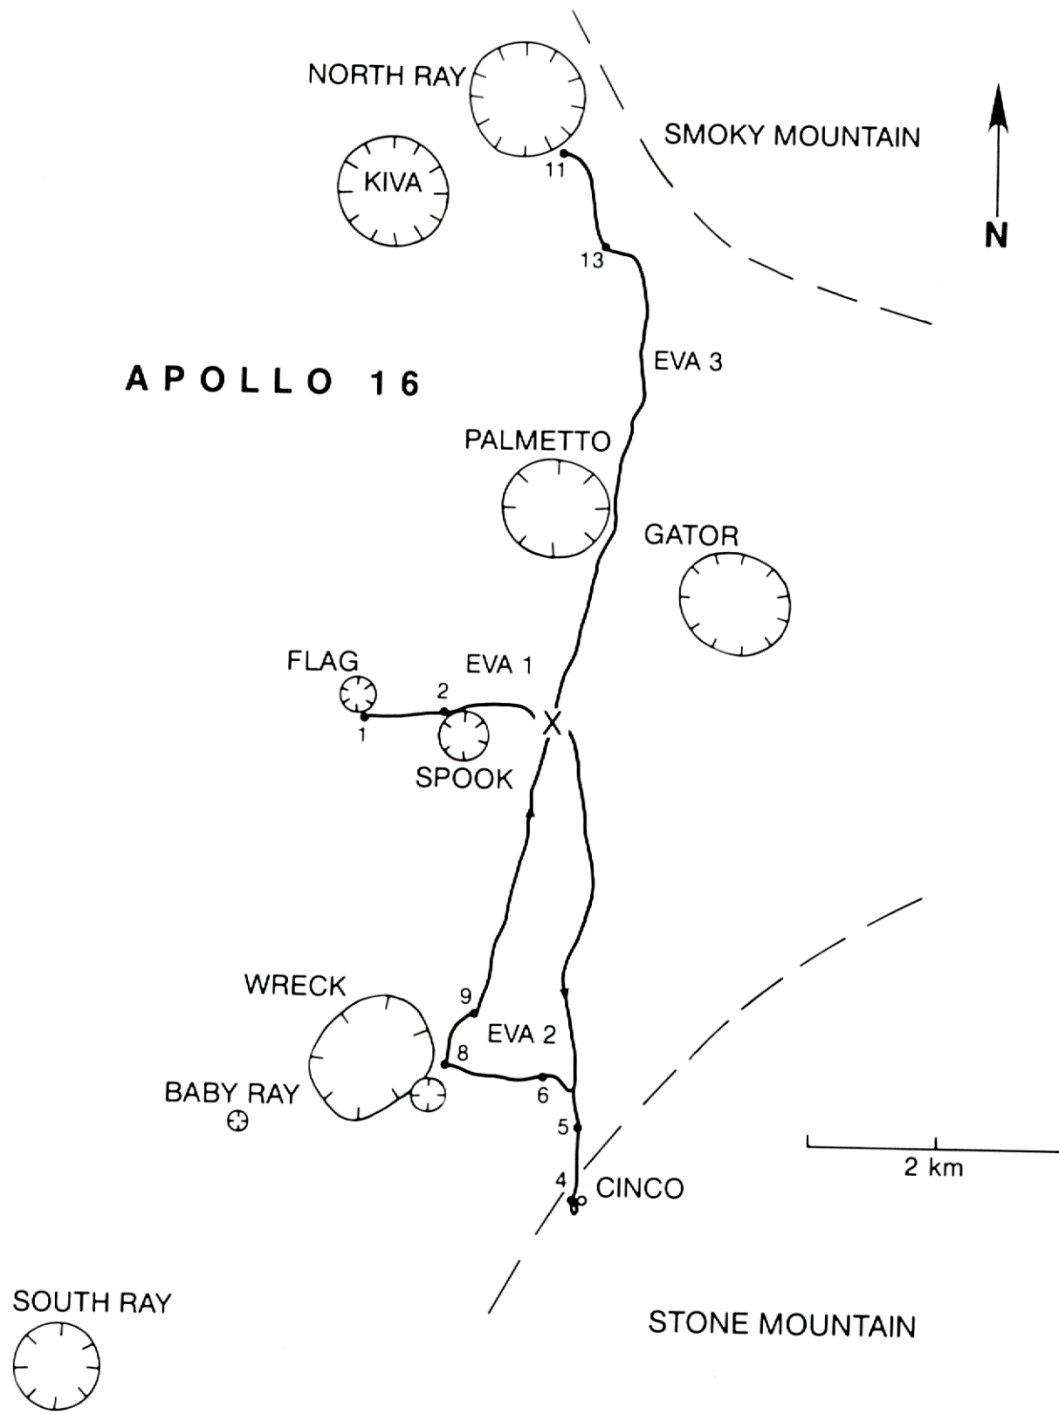 NORTH RAY
SMOKY MOUNTAIN
11
KIVA
N
13
EVA 3
APOLLO 16
PALMETTO
GATOR
FLAG
EVA 1
2
1
X
SPOOK
WRECK
9
EVA 2
8
BABY RAY
6
5
2 km
4
CINCO
SOUTH RAY
STONE MOUNTAIN